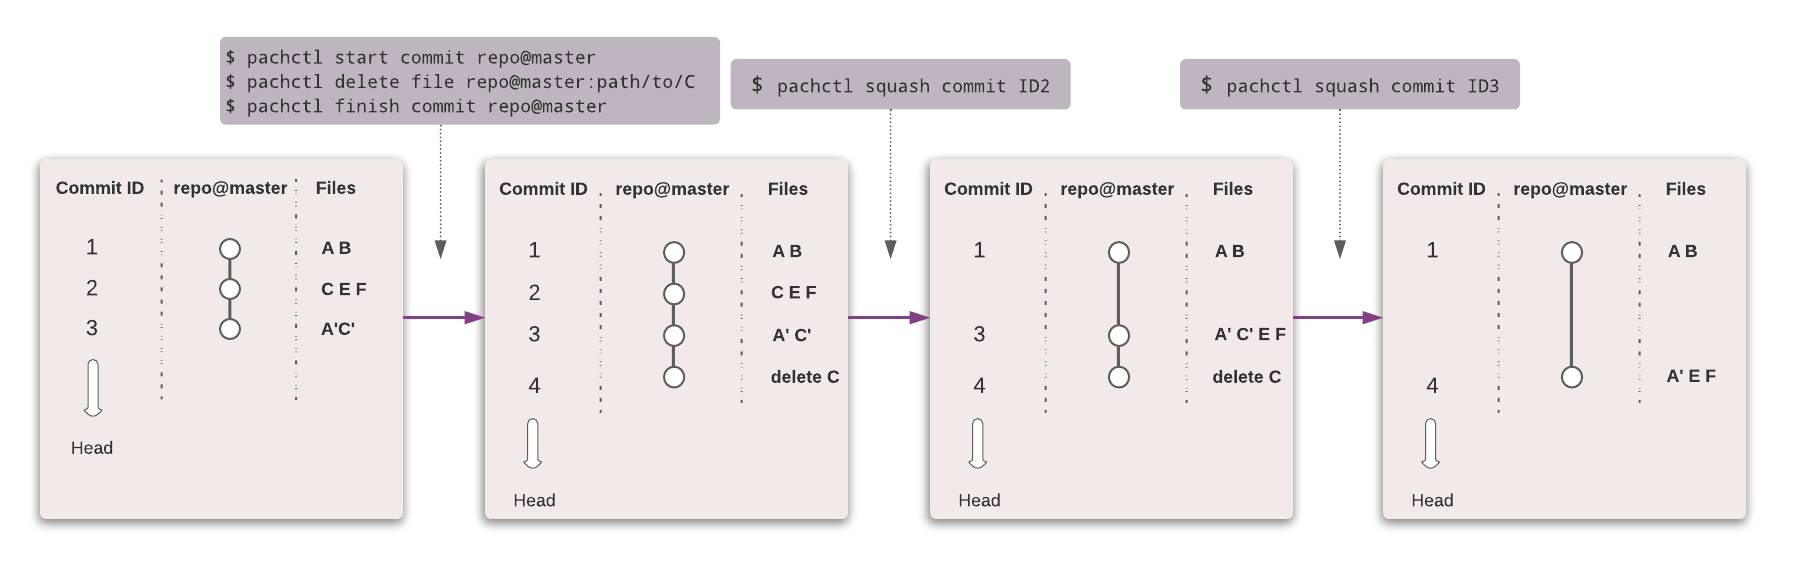 $ pachctl start commit repo@master
$ pachctl delete file repo@master:path/to/C
$ pachctl finish commit repo@master
$ pachctl squash commit ID2
$ pachctl squash commit ID3
Commit ID repo@master Files
1 A B
2 C E F
3 A'C'
Head
Commit ID repo@master Files
1 A B
2 C E F
3 A' C'
4 delete C
Head
Commit ID repo@master Files
1 A B
3 A' C' E F
4 delete C
Head
Commit ID repo@master Files
1 A B
4 A' E F
Head